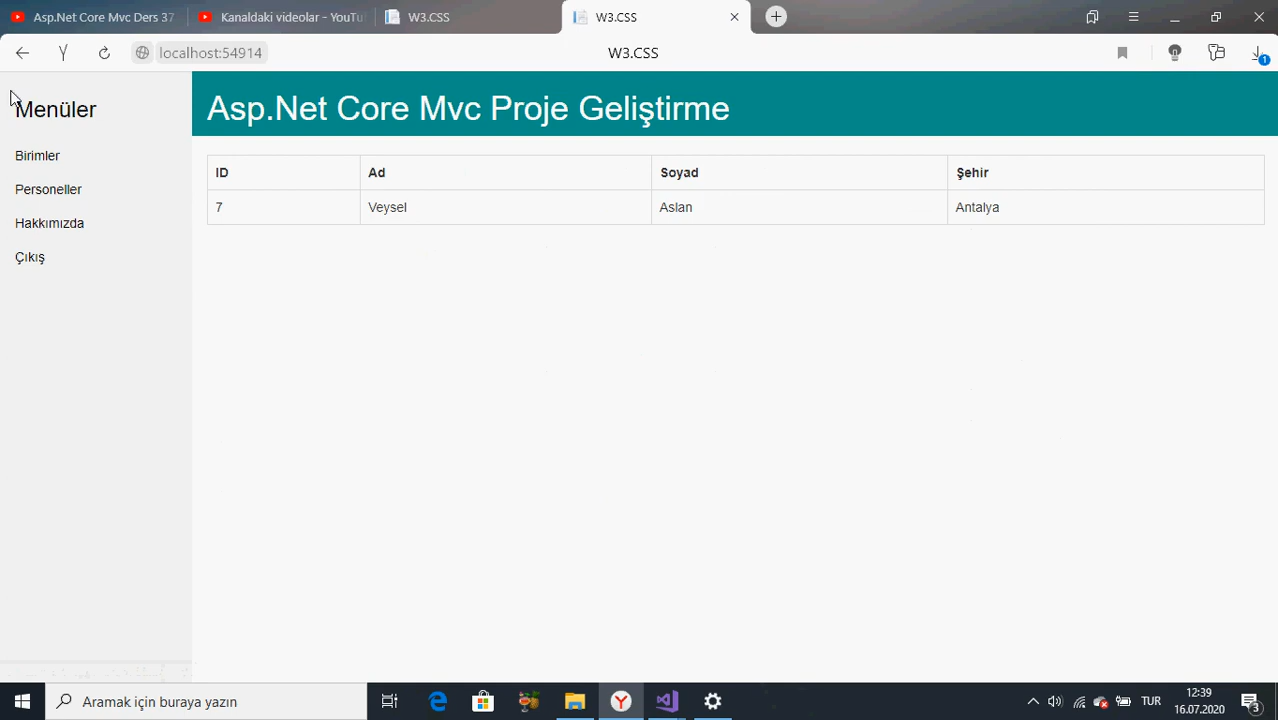 Asp.Net Core Mvc Ders 37
Kanaldaki videolar - YouTu
W3.CSS
W3.CSS
localhost:54914
W3.CSS
1
Menüler
Birimler
Personeller
Hakkımızda
Çıkış
Asp.Net Core Mvc Proje Geliştirme
ID Ad Soyad Şehir
7 Veysel Aslan Antalya
Aramak için buraya yazın
TUR
12:39
16.07.2020
3